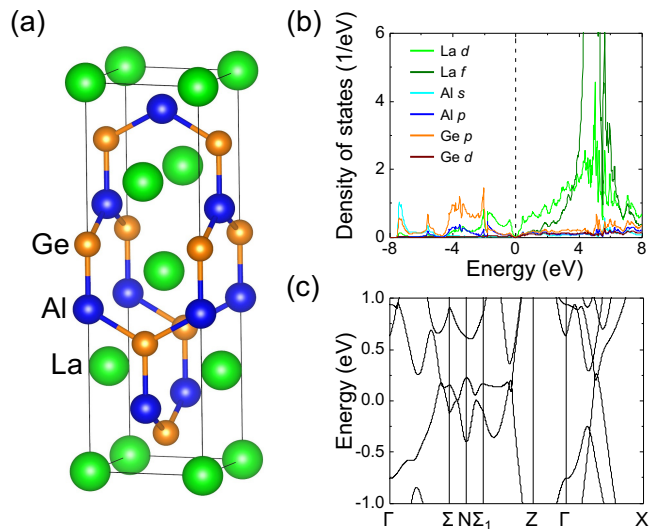 (a)
Ge
Al
La
(b)
Density of states (1/eV)
6
4
2
0
La d
La f
Al s
Al p
Ge p
Ge d
-8 -4 0 4 8
Energy (eV)
(c)
Energy (eV)
1.0
0.5
0.0
-0.5
-1.0
Γ Σ NΣ1 Z Γ X